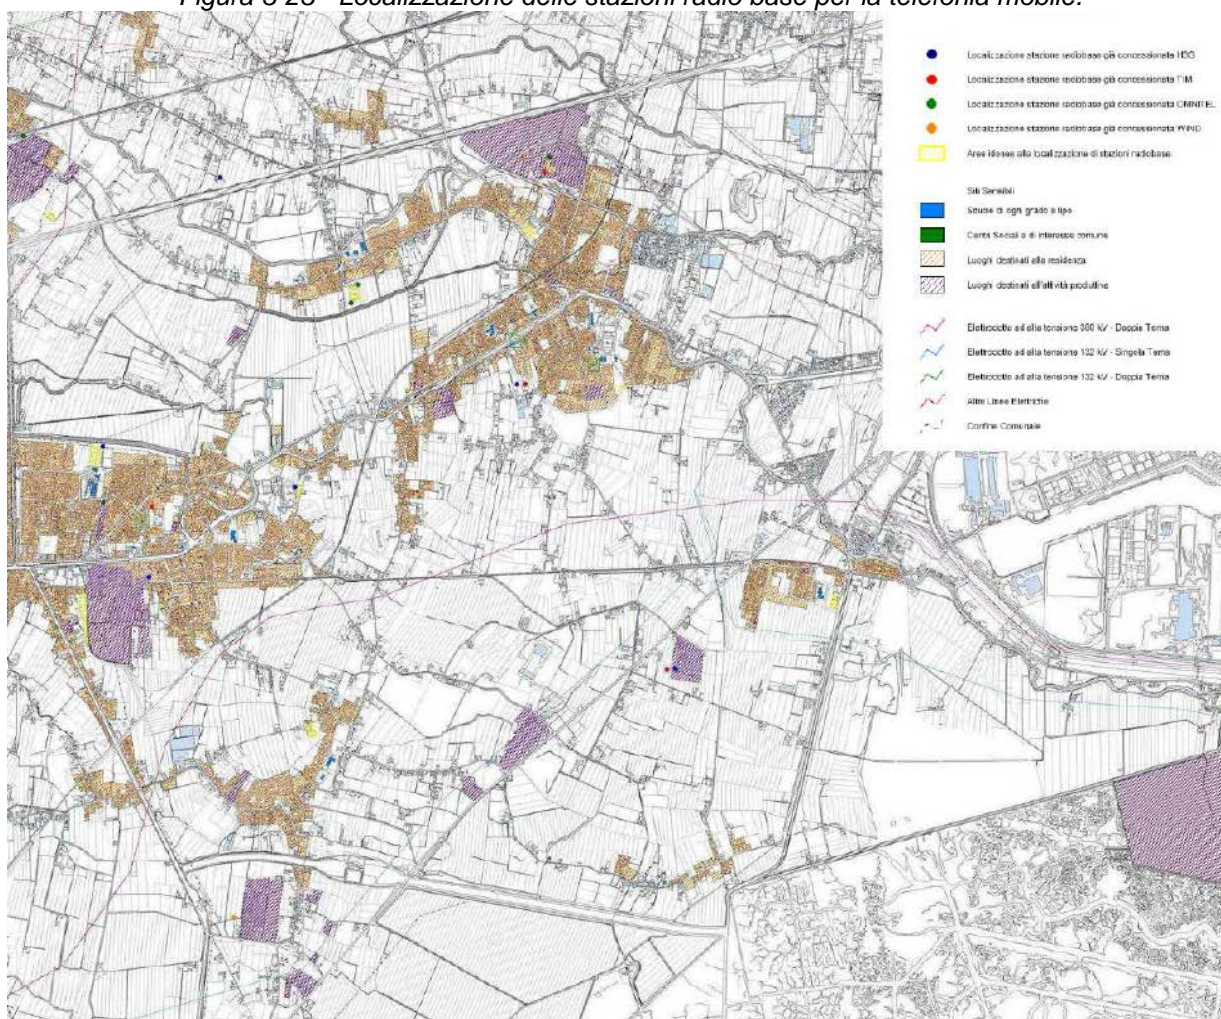 Figura 3-23 - Localizzazione delle stazioni radio base per la telefonia mobile.
Localizzazione stazione radiobase già concessionata H3G
Localizzazione stazione radiobase già concessionata TIM
Localizzazione stazione radiobase già concessionata OMNITEL
Localizzazione stazione radiobase già concessionata WIND
Aree idonee alla localizzazione di stazioni radiobase
Siti Sensibili
Scuole di ogni grado e tipo
Centri Sociali e di interesse comune
Luoghi destinati alla residenza
Luoghi destinati all'attività produttive
Elettrodotto ad alta tensione 380 kV - Doppia Terna
Elettrodotto ad alta tensione 132 kV - Singola Terna
Elettrodotto ad alta tensione 132 kV - Doppia Terna
Altre Linee Elettriche
Confine Comunale